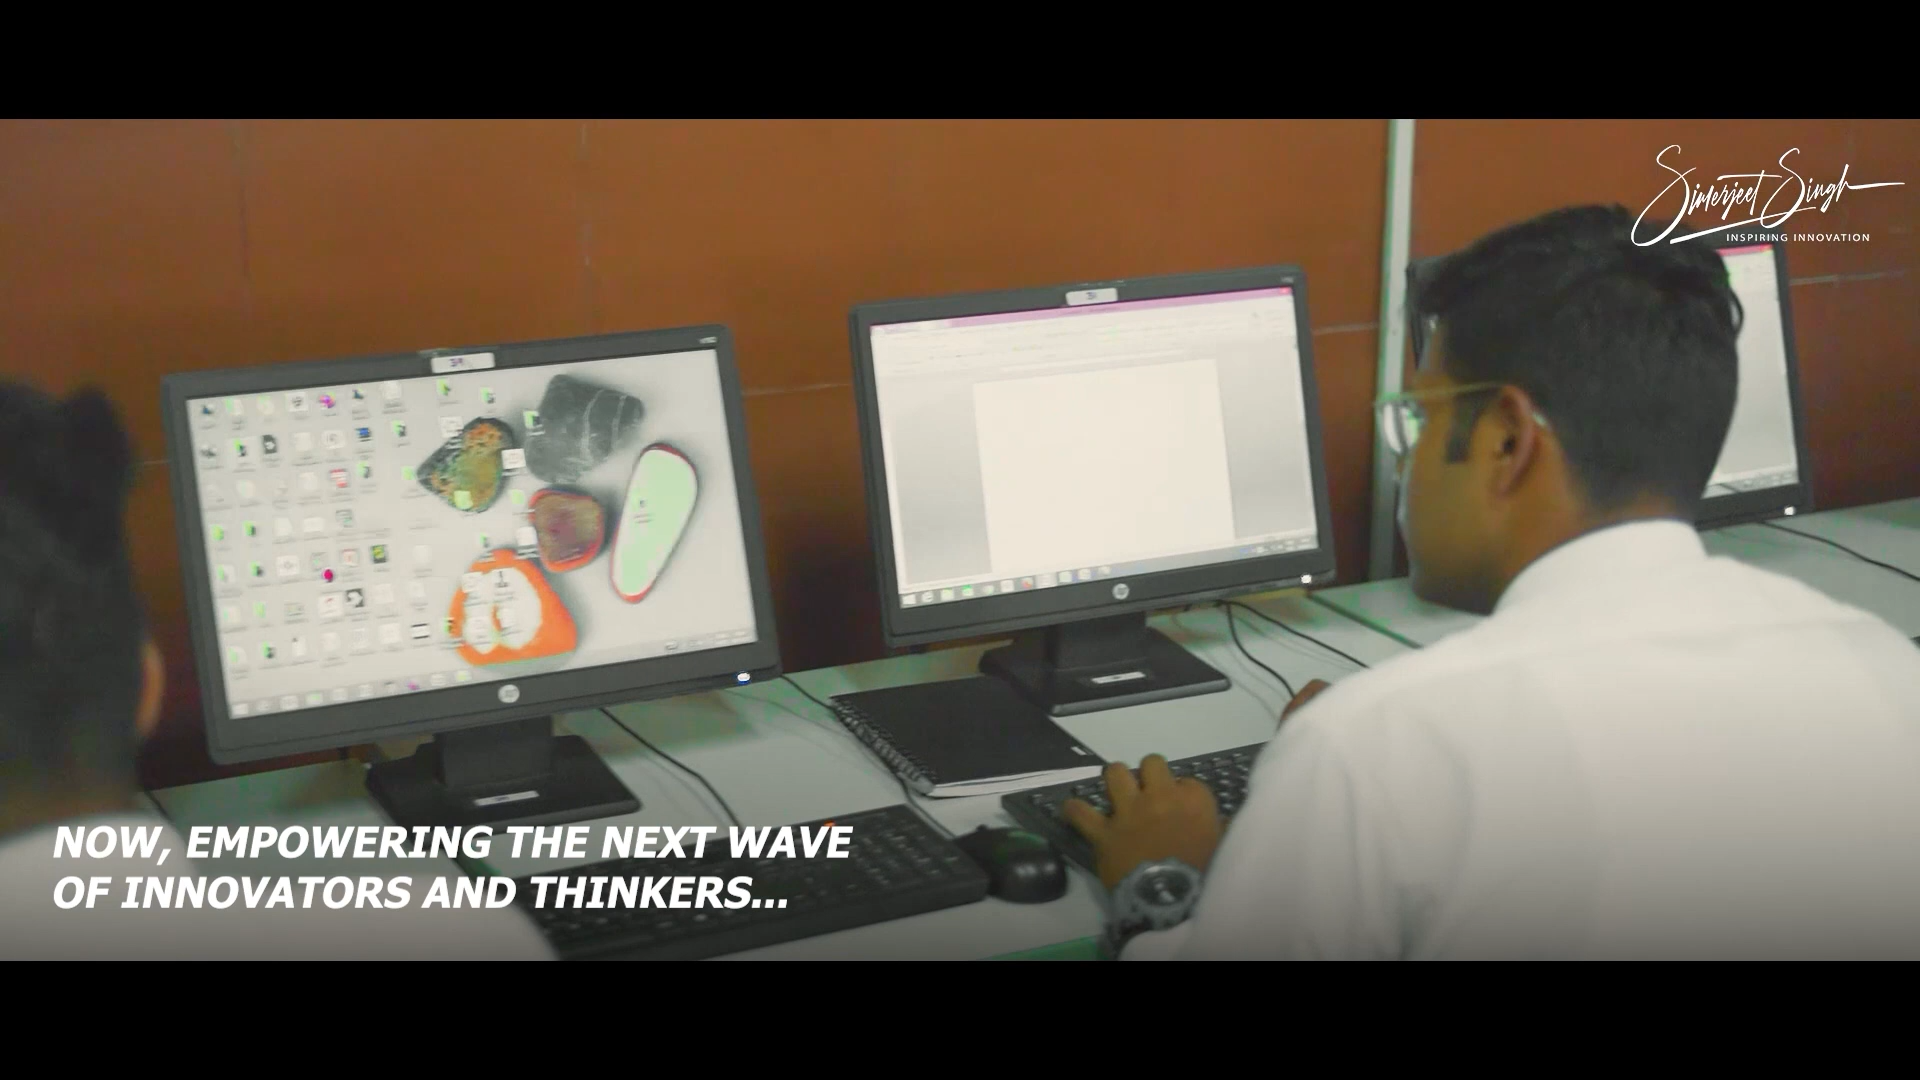 Simerjeet Singh
INSPIRING INNOVATION
NOW, EMPOWERING THE NEXT WAVE
OF INNOVATORS AND THINKERS...